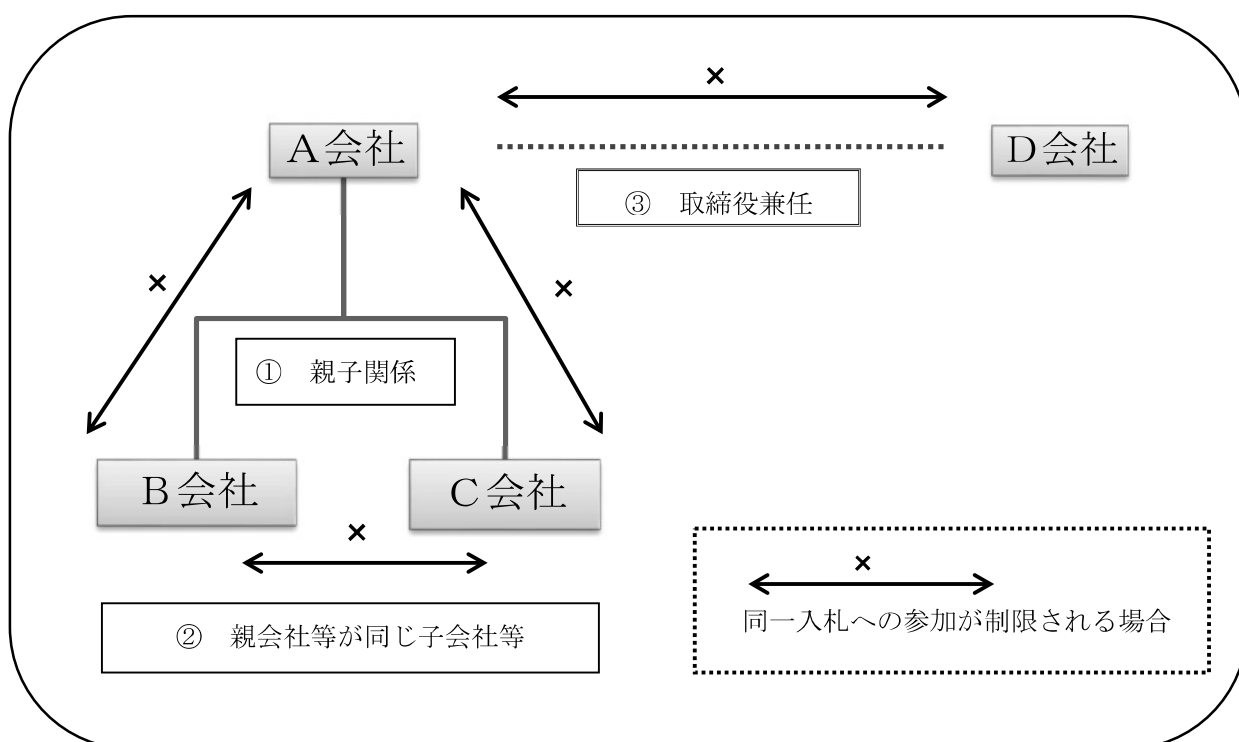 ×
A会社
D会社
③ 取締役兼任
×
×
① 親子関係
B会社
C会社
×
② 親会社等が同じ子会社等
×
同一入札への参加が制限される場合